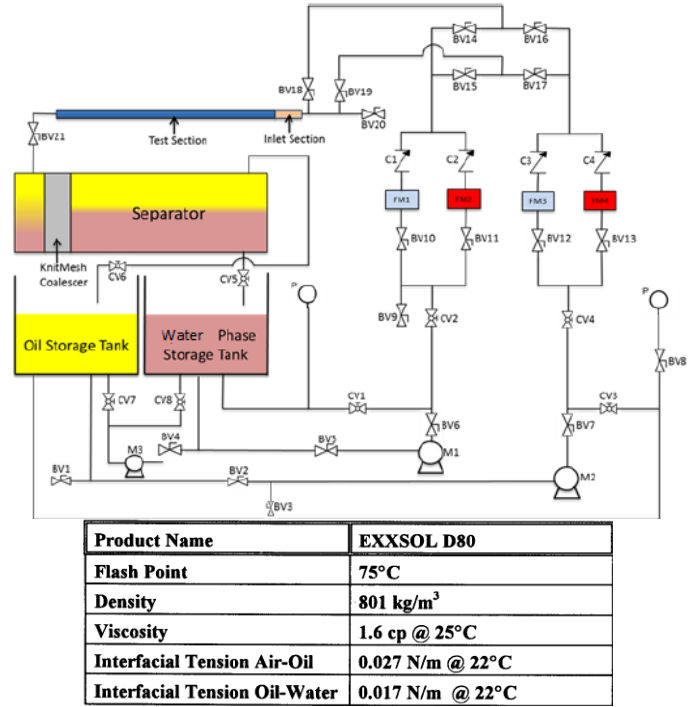 BV14
BV16
BV15
BV17
BV18
BV19
BV20
BV21
Test Section
Inlet Section
C1
C2
C3
C4
FM1
FM2
FM3
FM4
Separator
BV10
BV11
BV12
BV13
KnitMesh
Coalescer
CV6
CV5
P
P
BV9
CV2
CV4
Oil Storage Tank
Water Phase
Storage Tank
BV8
CV7
CV8
CV1
CV3
BV6
BV7
BV4
BV5
M3
M1
BV1
BV2
M2
BV3
Product Name EXXSOL D80
Flash Point 75°C
Density 801 kg/m³
Viscosity 1.6 cp @ 25°C
Interfacial Tension Air-Oil 0.027 N/m @ 22°C
Interfacial Tension Oil-Water 0.017 N/m @ 22°C